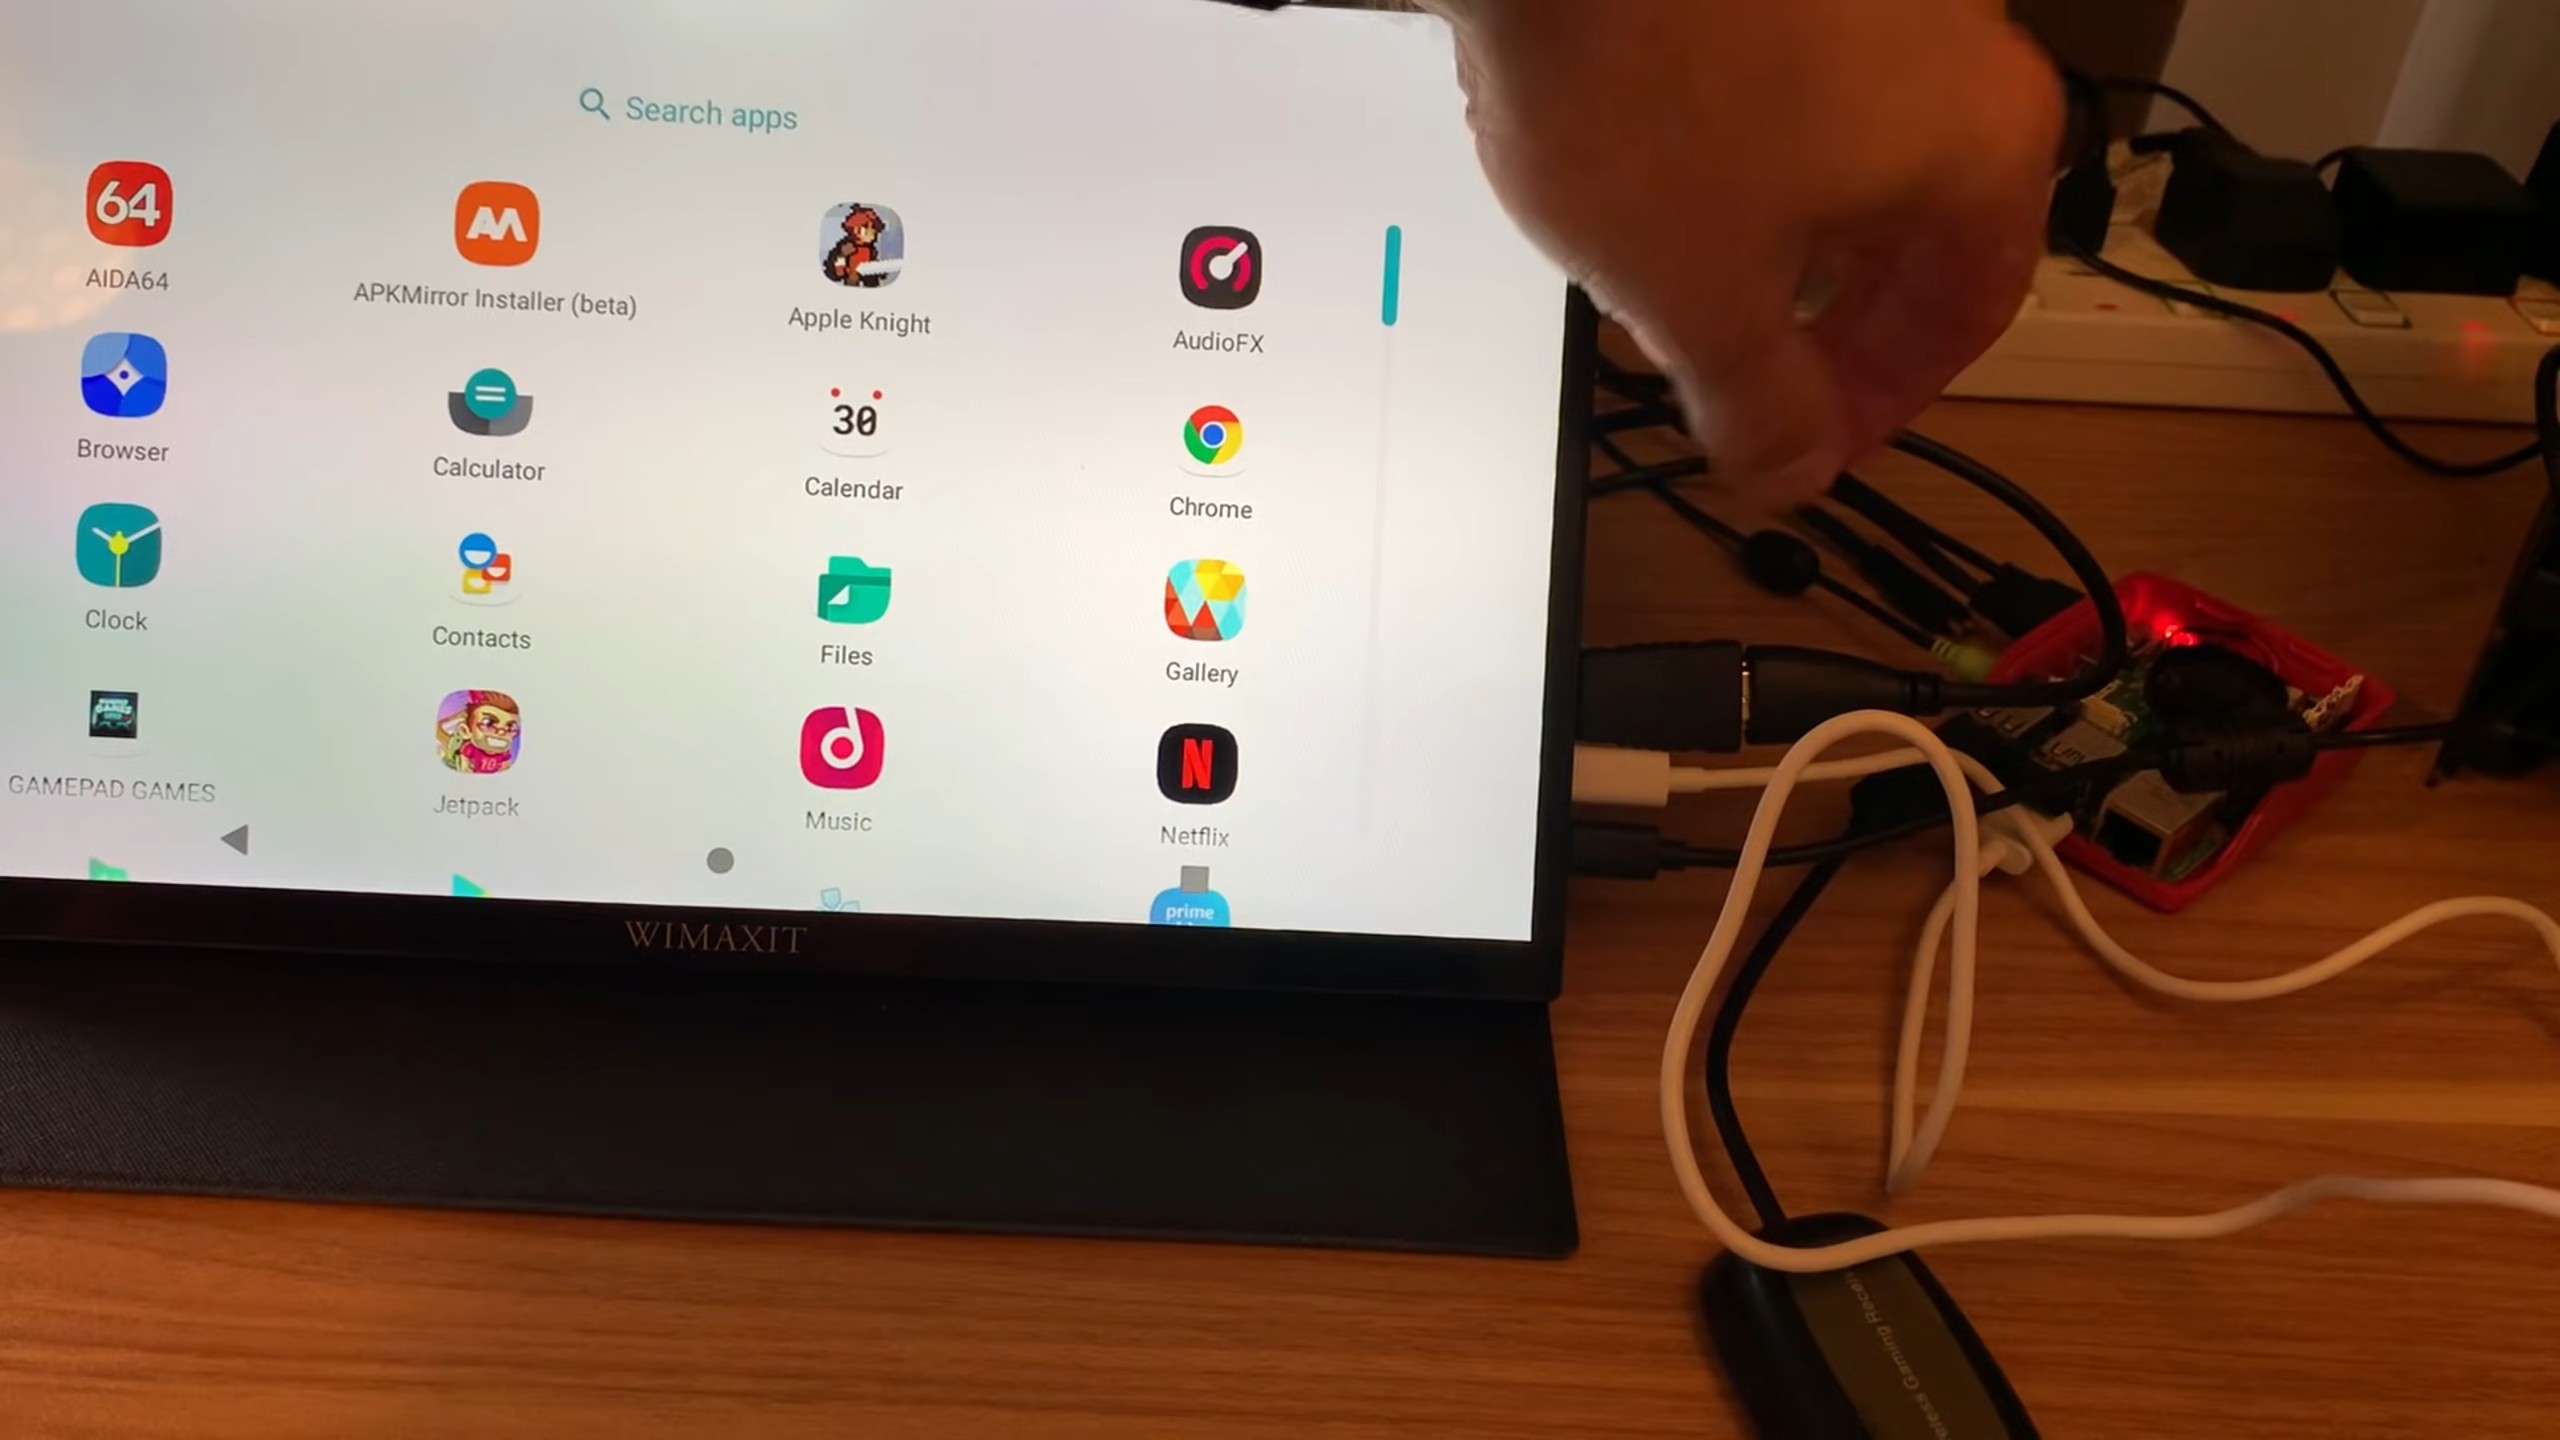 Search apps
64
AIDA64
APKMirror Installer (beta)
Apple Knight
AudioFX
Browser
Calculator
30
Calendar
Chrome
Clock
Contacts
Files
Gallery
GAMEPAD GAMES
Jetpack
Music
N
Netflix
prime
WIMAXIT
Gaming